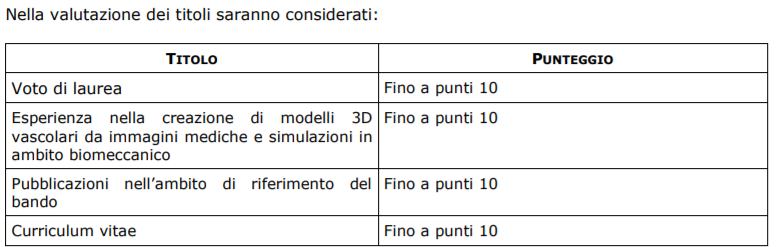 Nella valutazione dei titoli saranno considerati:
TITOLO PUNTEGGIO
Voto di laurea Fino a punti 10
Esperienza nella creazione di modelli 3D Fino a punti 10
vascolari da immagini mediche e simulazioni in
ambito biomeccanico
Pubblicazioni nell’ambito di riferimento del Fino a punti 10
bando
Curriculum vitae Fino a punti 10